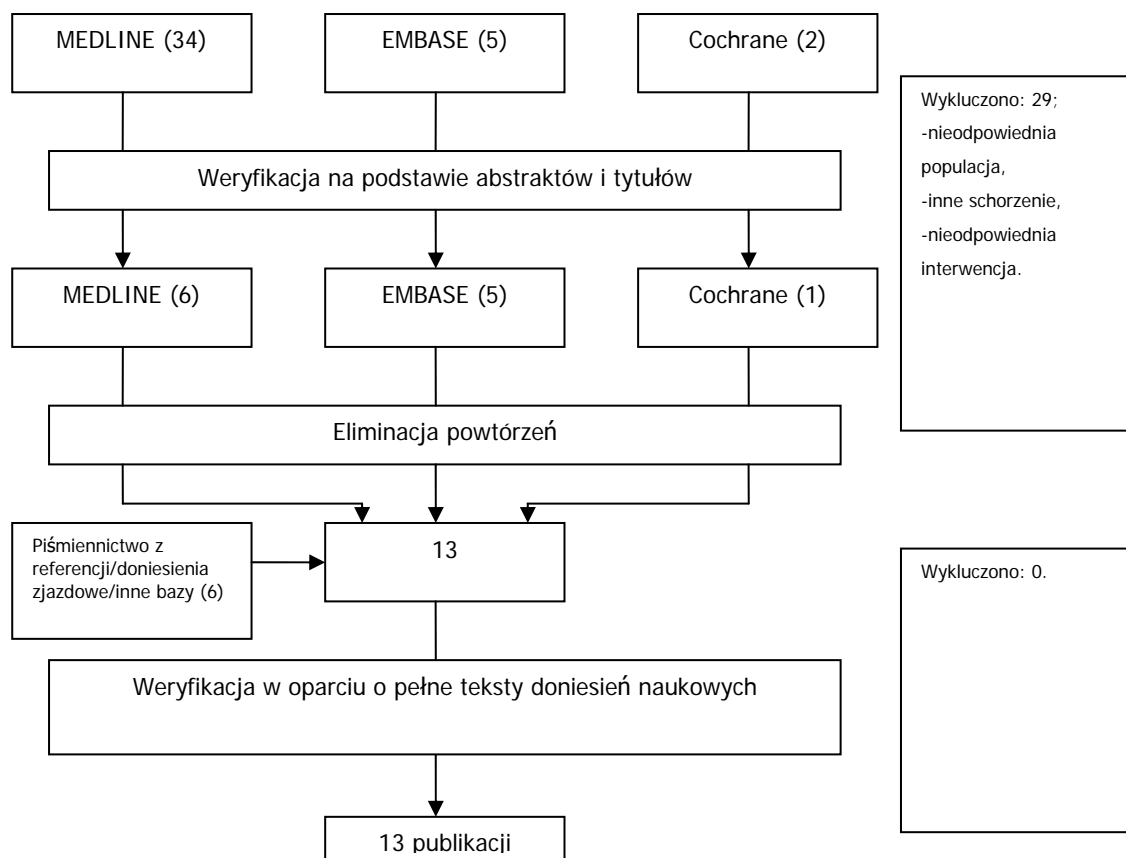 MEDLINE (34)
EMBASE (5)
Cochrane (2)
Wykluczono: 29;
-nieodpowiednia
populacja,
-inne schorzenie,
-nieodpowiednia
interwencja.
Weryfikacja na podstawie abstraktów i tytułów
MEDLINE (6)
EMBASE (5)
Cochrane (1)
Eliminacja powtórzeń
Piśmiennictwo z
referencji/doniesienia
zjazdowe/inne bazy (6)
13
Wykluczono: 0.
Weryfikacja w oparciu o pełne teksty doniesień naukowych
13 publikacji